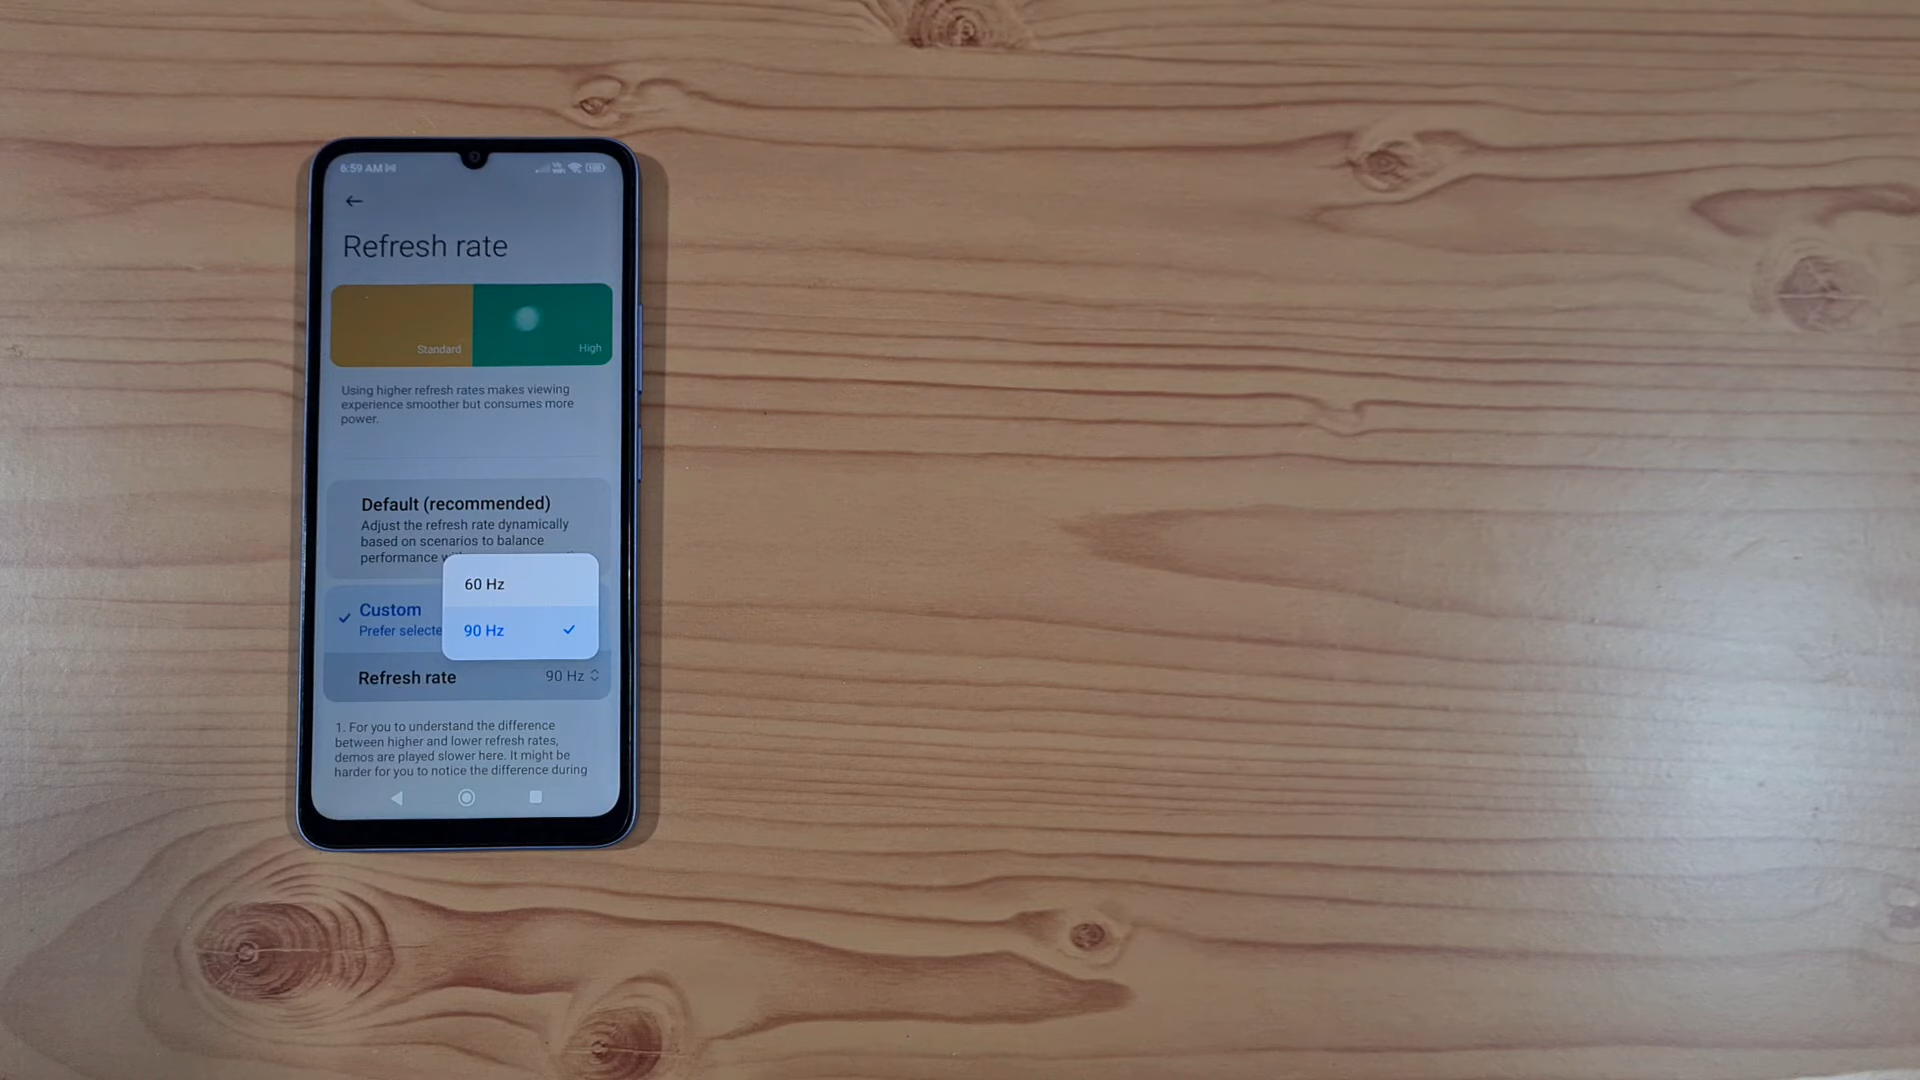 6:59 AM
Refresh rate
Standard
High
Using higher refresh rates makes viewing
experience smoother but consumes more
power.
Default (recommended)
Adjust the refresh rate dynamically
based on scenarios to balance
performance
60 Hz
Custom
Prefer selecte
90 Hz
Refresh rate 90 Hz
1. For you to understand the difference
between higher and lower refresh rates,
demos are played slower here. It might be
harder for you to notice the difference during